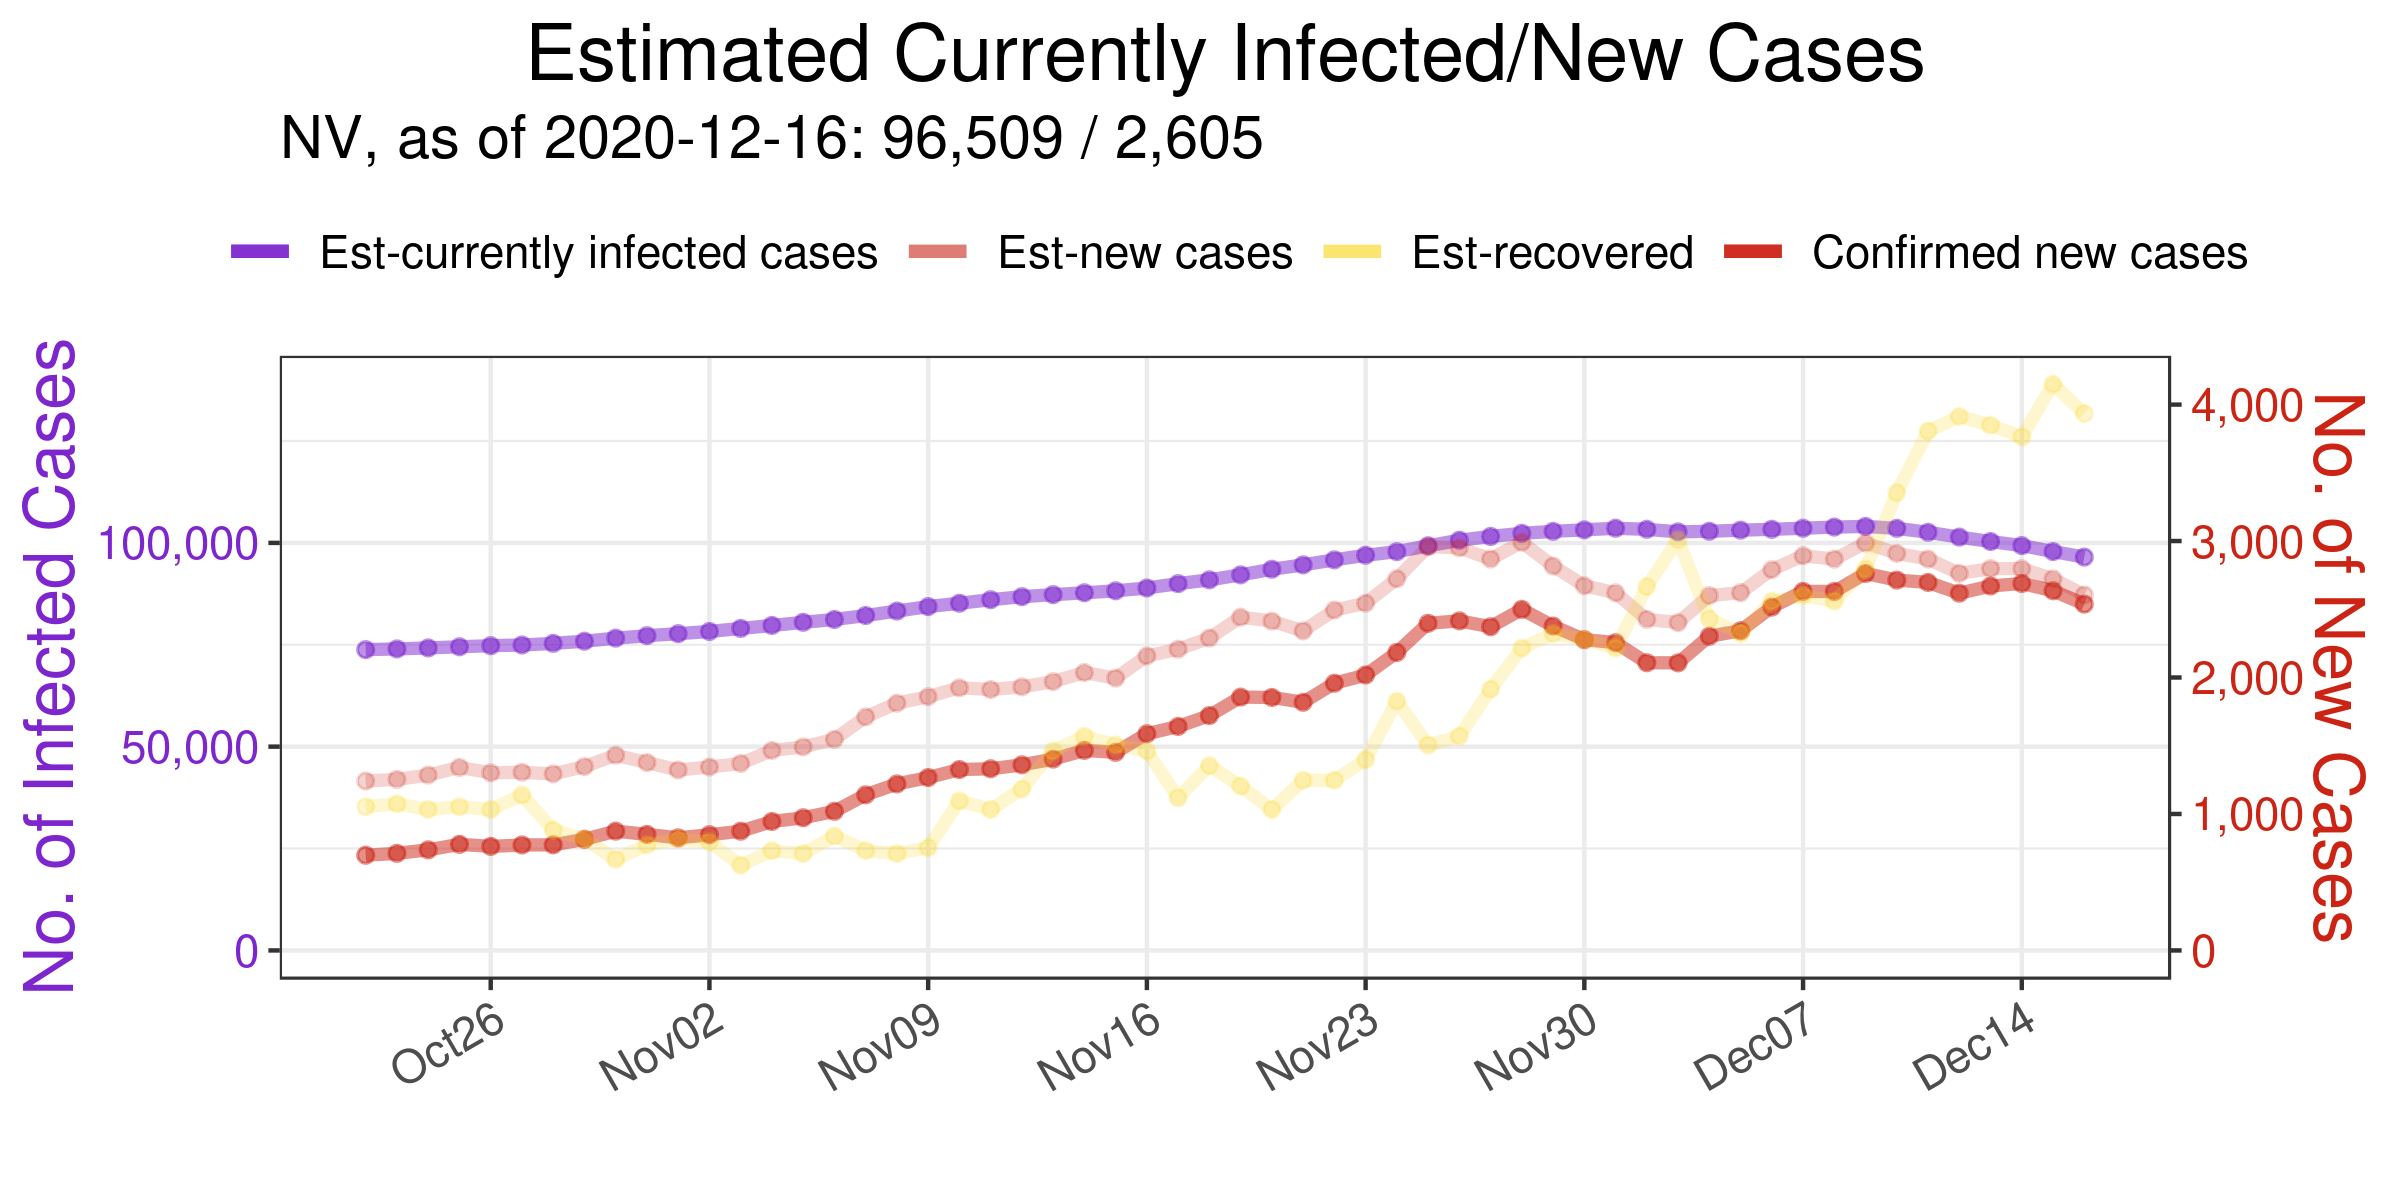 Estimated Currently Infected/New Cases
NV, as of 2020-12-16: 96,509 / 2,605
Est-currently infected cases Est-new cases Est-recovered Confirmed new cases
No. of Infected Cases
100,000
50,000
0
4,000
3,000
2,000
1,000
0
No. of New Cases
Oct26 Nov02 Nov09 Nov16 Nov23 Nov30 Dec07 Dec14